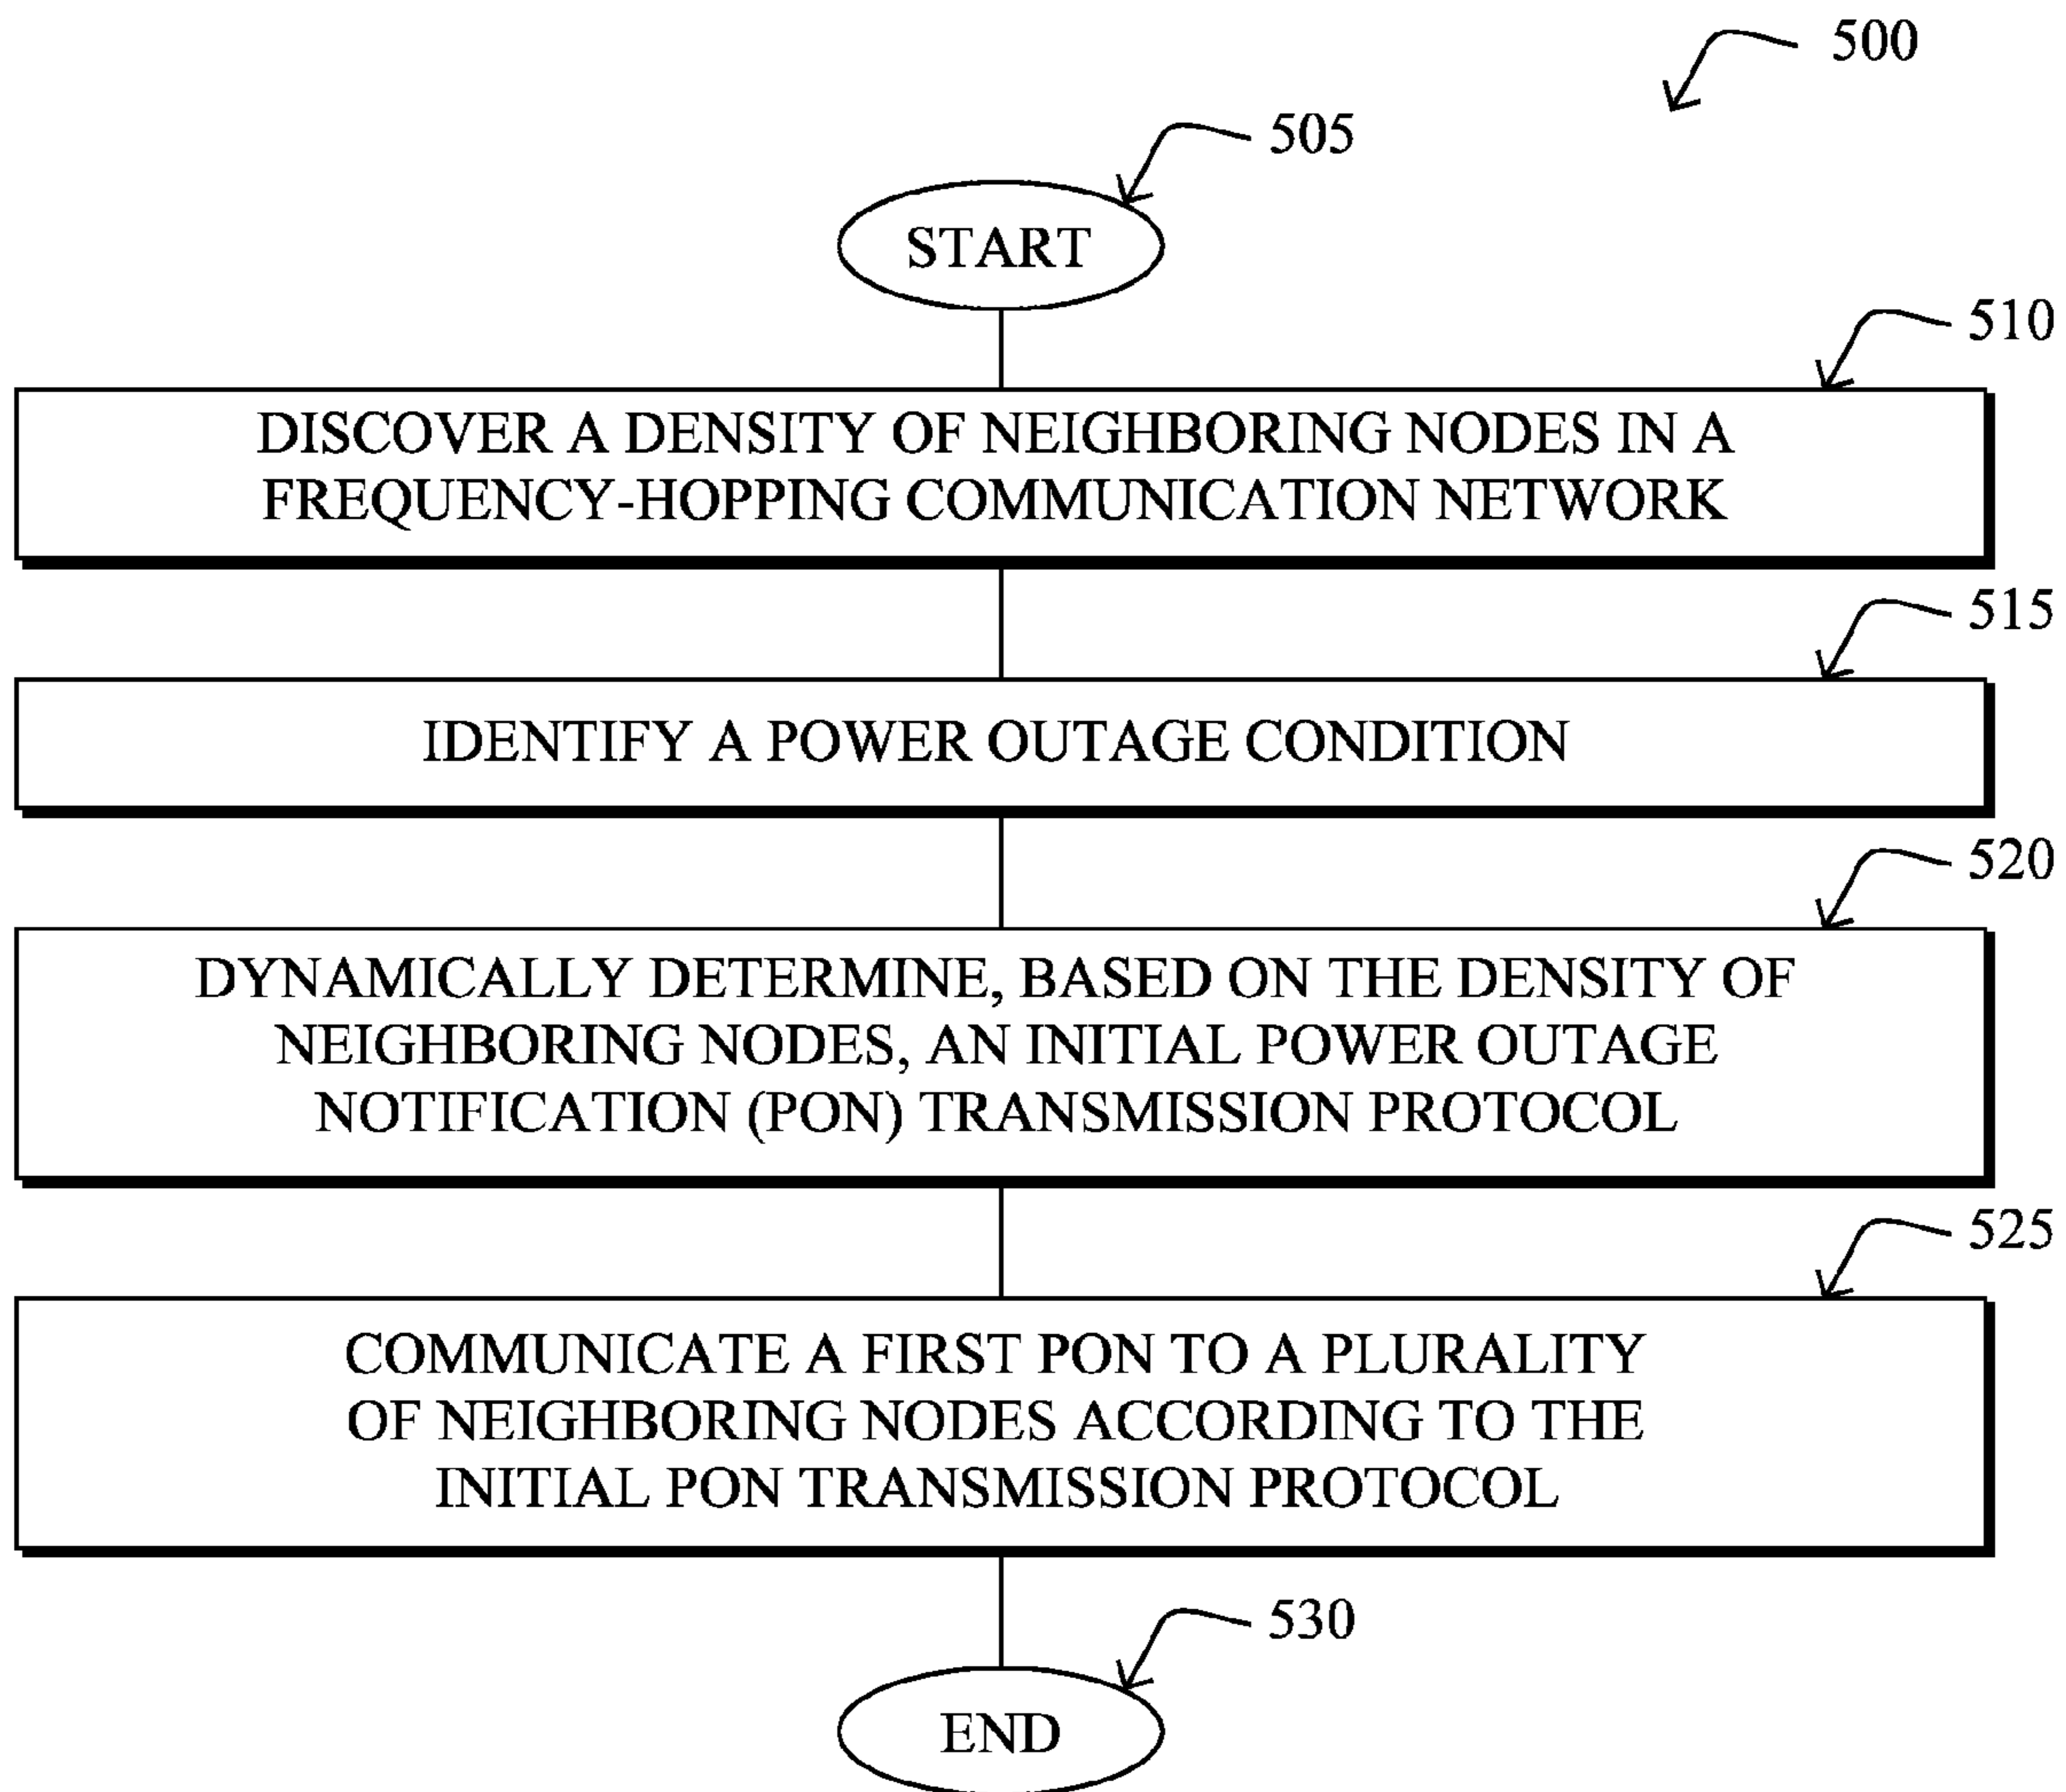 500
505
START
510
DISCOVER A DENSITY OF NEIGHBORING NODES IN A
FREQUENCY-HOPPING COMMUNICATION NETWORK
515
IDENTIFY A POWER OUTAGE CONDITION
520
DYNAMICALLY DETERMINE, BASED ON THE DENSITY OF
NEIGHBORING NODES, AN INITIAL POWER OUTAGE
NOTIFICATION (PON) TRANSMISSION PROTOCOL
525
COMMUNICATE A FIRST PON TO A PLURALITY
OF NEIGHBORING NODES ACCORDING TO THE
INITIAL PON TRANSMISSION PROTOCOL
530
END